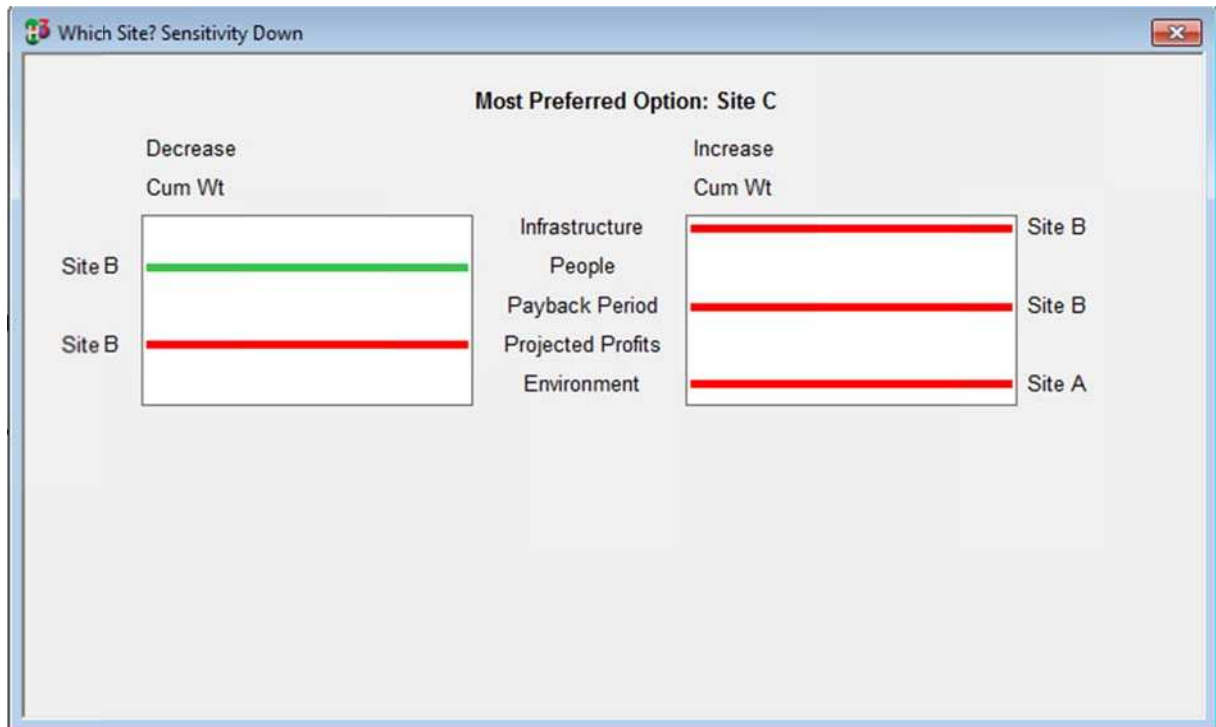 Which Site? Sensitivity Down
Most Preferred Option: Site C
Decrease Increase
Cum Wt Cum Wt
Infrastructure Site B
Site B People
Payback Period Site B
Site B Projected Profits
Environment Site A